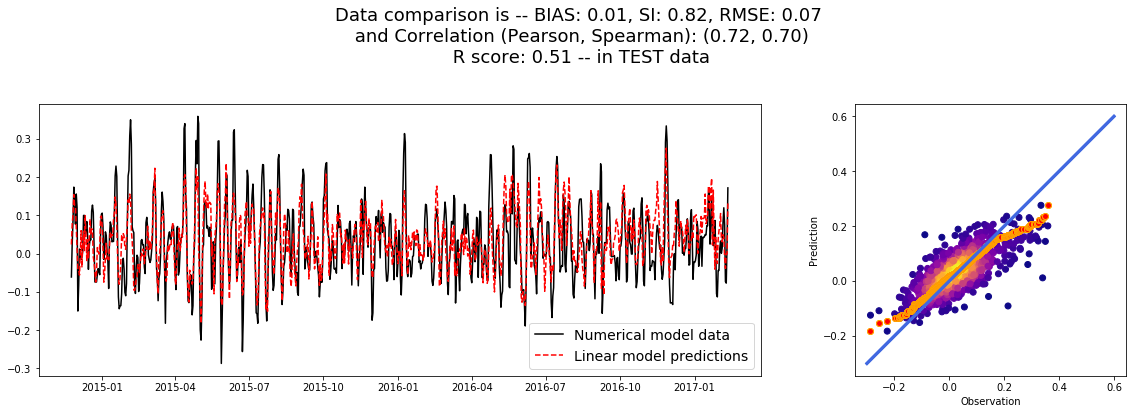 Data comparison is -- BIAS: 0.01, SI: 0.82, RMSE: 0.07
and Correlation (Pearson, Spearman): (0.72, 0.70)
R score: 0.51 -- in TEST data
0.3
0.2
0.1
0.0
−0.1
−0.2
−0.3
2015-01 2015-04 2015-07 2015-10 2016-01 2016-04 2016-07 2016-10 2017-01
Numerical model data
Linear model predictions
Prediction
0.6
0.4
0.2
0.0
−0.2
−0.2 0.0 0.2 0.4 0.6
Observation